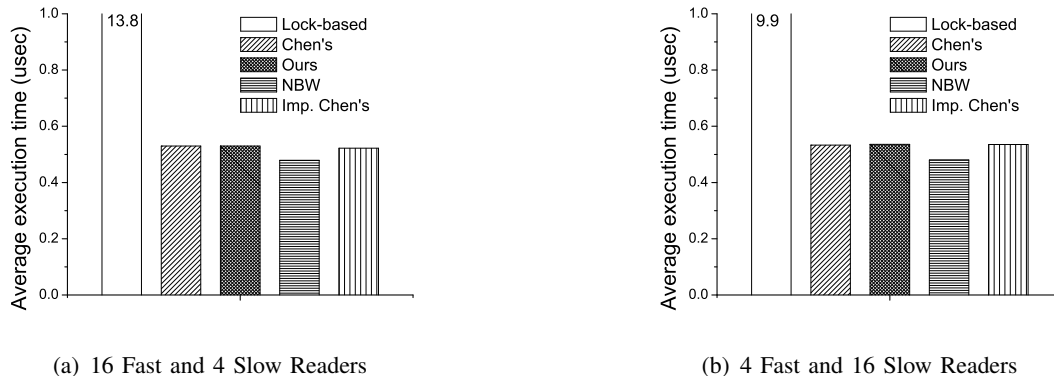 Average execution time (usec)
1.0
0.8
0.6
0.4
0.2
0.0
13.8
Lock-based
Chen's
Ours
NBW
Imp. Chen's
(a) 16 Fast and 4 Slow Readers
Average execution time (usec)
1.0
0.8
0.6
0.4
0.2
0.0
9.9
Lock-based
Chen's
Ours
NBW
Imp. Chen's
(b) 4 Fast and 16 Slow Readers